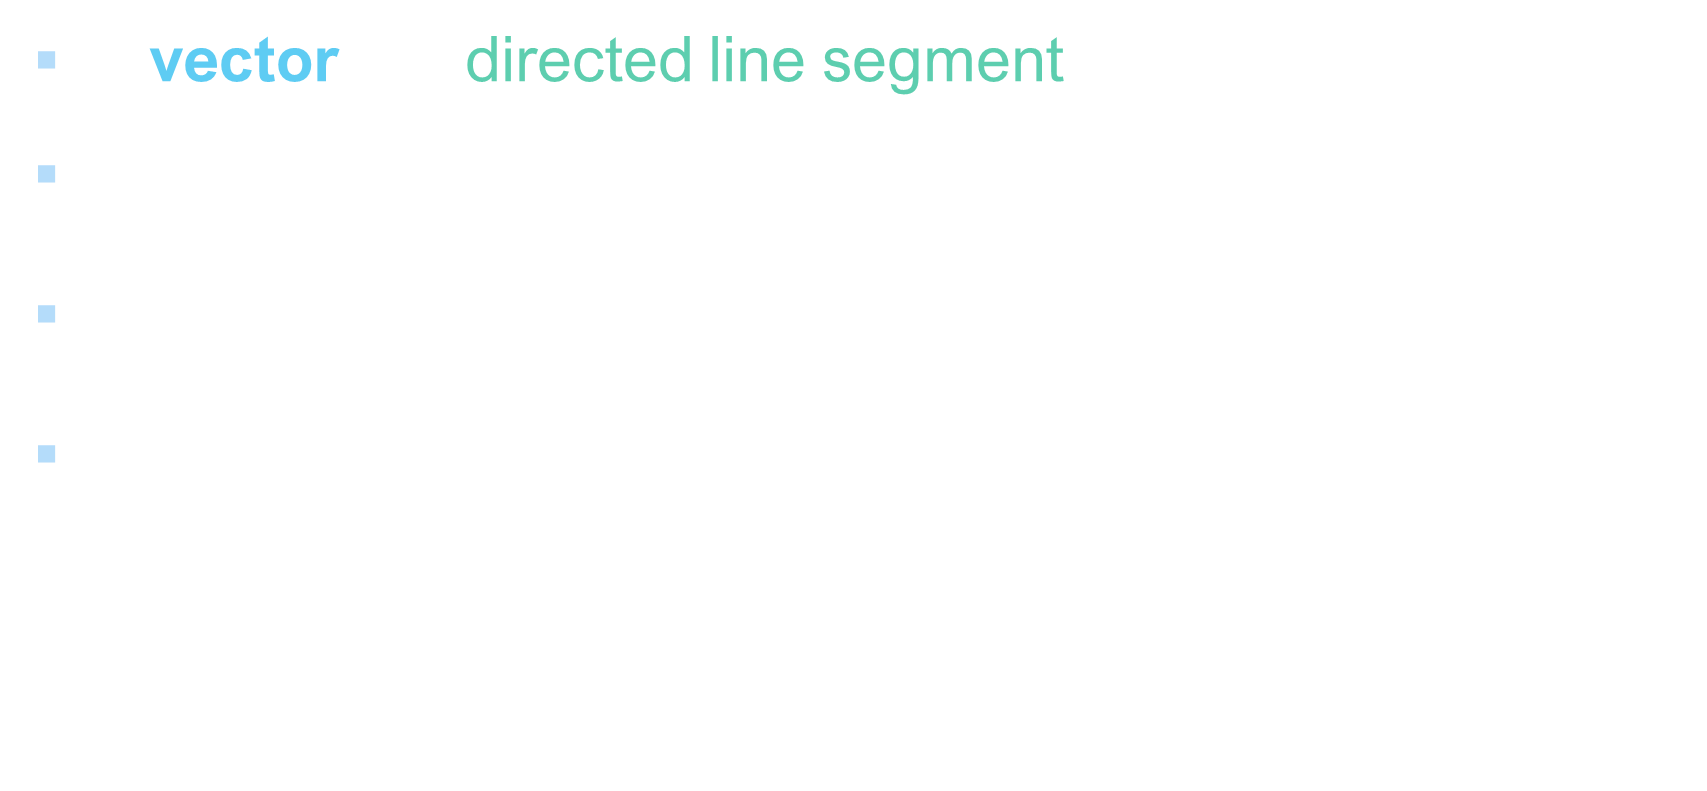 ▪ vector directed line segment
▪
▪
▪